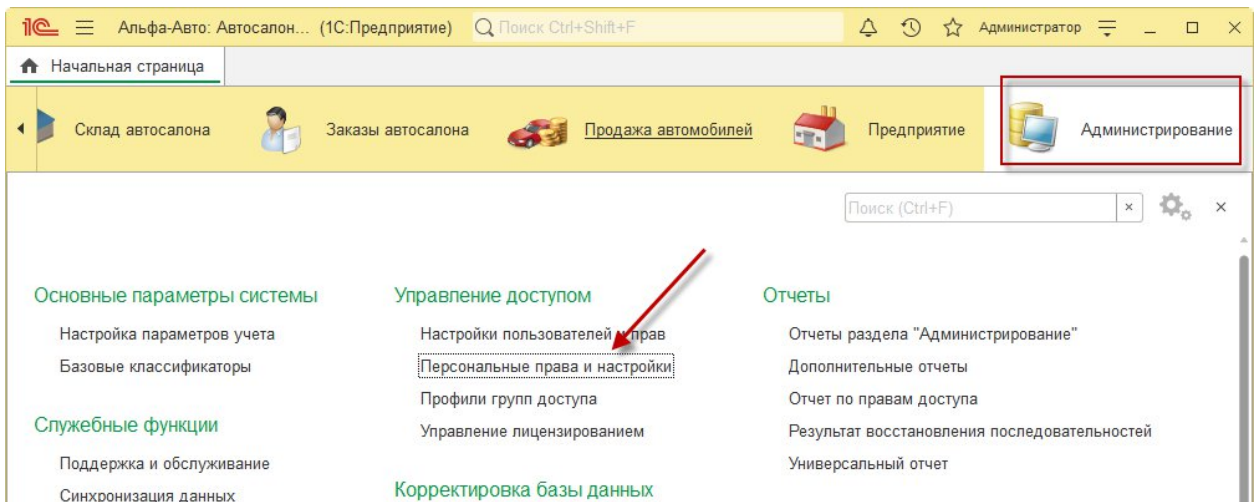 Альфа-Авто: Автосалон... (1С:Предприятие) Поиск Ctrl+Shift+F Администратор
Начальная страница
Склад автосалона Заказы автосалона Продажа автомобилей Предприятие Администрирование
Поиск (Ctrl+F)
Основные параметры системы
Настройка параметров учета
Базовые классификаторы
Служебные функции
Поддержка и обслуживание
Синхронизация данных
Управление доступом
Настройки пользователей и прав
Персональные права и настройки
Профили групп доступа
Управление лицензированием
Корректировка базы данных
Отчеты
Отчеты раздела "Администрирование"
Дополнительные отчеты
Отчет по правам доступа
Результат восстановления последовательностей
Универсальный отчет